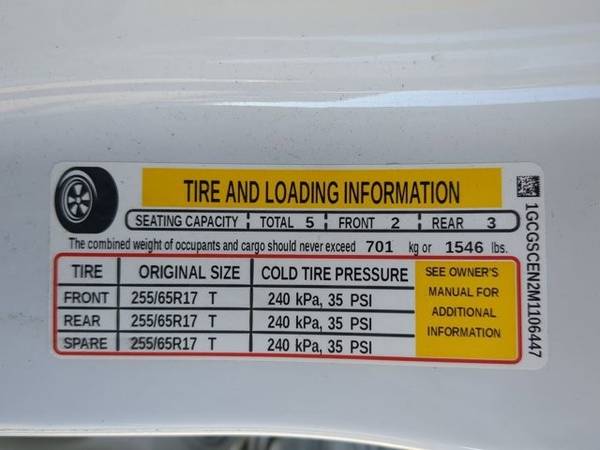 TIRE AND LOADING INFORMATION
SEATING CAPACITY TOTAL 5 FRONT 2 REAR 3
The combined weight of occupants and cargo should never exceed 701 kg or 1546 lbs.
TIRE ORIGINAL SIZE COLD TIRE PRESSURE
FRONT 255/65R17 T 240 kPa, 35 PSI
REAR 255/65R17 T 240 kPa, 35 PSI
SPARE 255/65R17 T 240 kPa, 35 PSI
SEE OWNER'S
MANUAL FOR
ADDITIONAL
INFORMATION
1GCGSCEN2M1106447